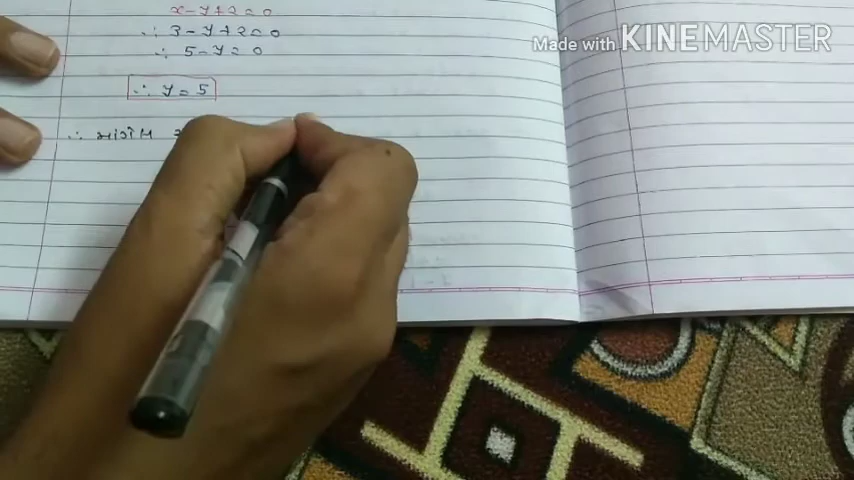 x-y+2=0
∴ 3-y+2=0
∴ 5-y=0
∴ y=5
∴ માંગેલ
Made with KINEMASTER